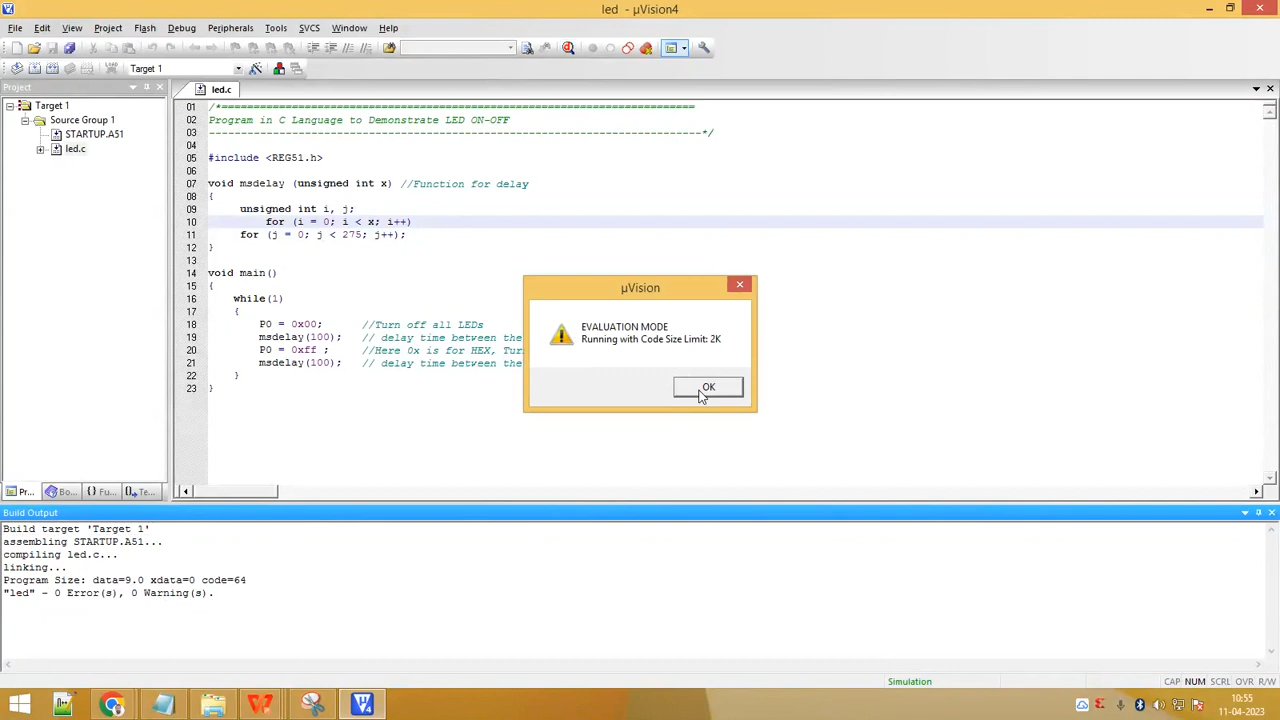 led - µVision4
File Edit View Project Flash Debug Peripherals Tools SVCS Window Help
Target 1
Project
led.c
Target 1
Source Group 1
STARTUP.A51
led.c
01 /*=========================================================================
02 Program in C Language to Demonstrate LED ON-OFF
03 ---------------------------------------------------------------------------*/
04
05 #include <REG51.h>
06
07 void msdelay (unsigned int x) //Function for delay
08 {
09 unsigned int i, j;
10 for (i = 0; i < x; i++)
11 for (j = 0; j < 275; j++);
12 }
13
14 void main()
15 {
16 while(1)
17 {
18 P0 = 0x00; //Turn off all LEDs
19 msdelay(100); // delay time between the
20 P0 = 0xff ; //Here 0x is for HEX, Tur
21 msdelay(100); // delay time between the
22 }
23 }
µVision
EVALUATION MODE
Running with Code Size Limit: 2K
OK
Pr... Bo... {} Fu... Te...
Build Output
Build target 'Target 1'
assembling STARTUP.A51...
compiling led.c...
linking...
Program Size: data=9.0 xdata=0 code=64
"led" - 0 Error(s), 0 Warning(s).
Simulation CAP NUM SCRL OVR R/W
10:55
11-04-2023